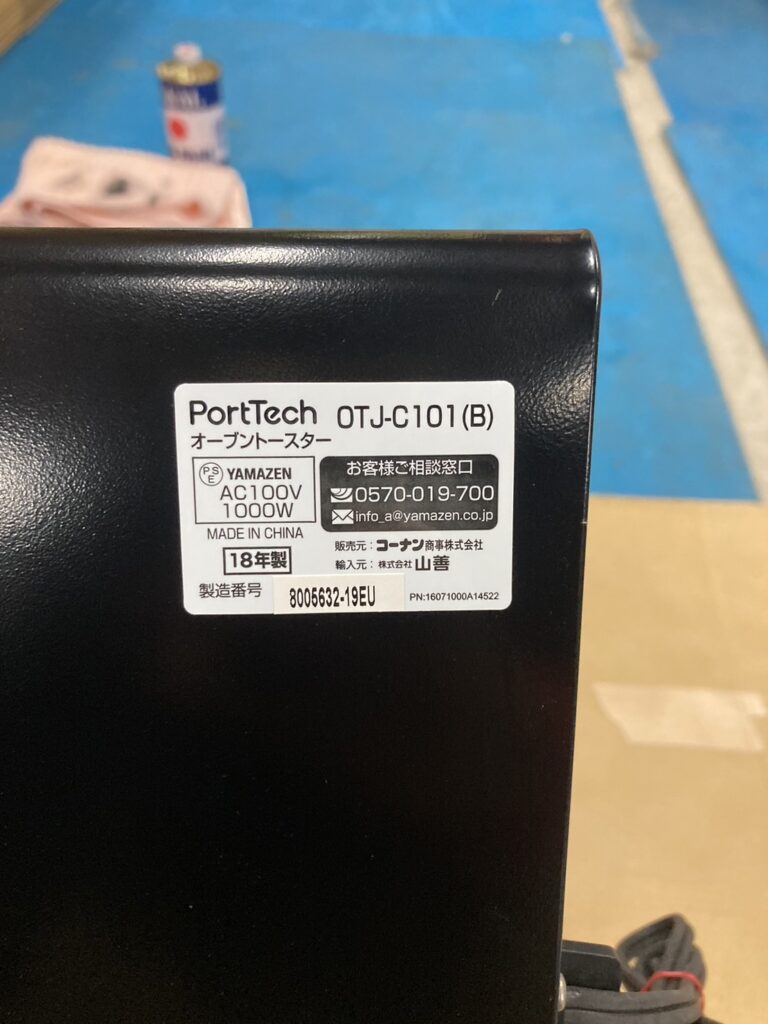 PortTech OTJ-C101(B)
オーブントースター
PSE YAMAZEN
AC100V
1000W
お客様ご相談窓口
0570-019-700
info_a@yamazen.co.jp
MADE IN CHINA
18年製
販売元：コーナン商事株式会社
輸入元：株式会社 山善
製造番号 8005632-19EU
PN:16071000A14522